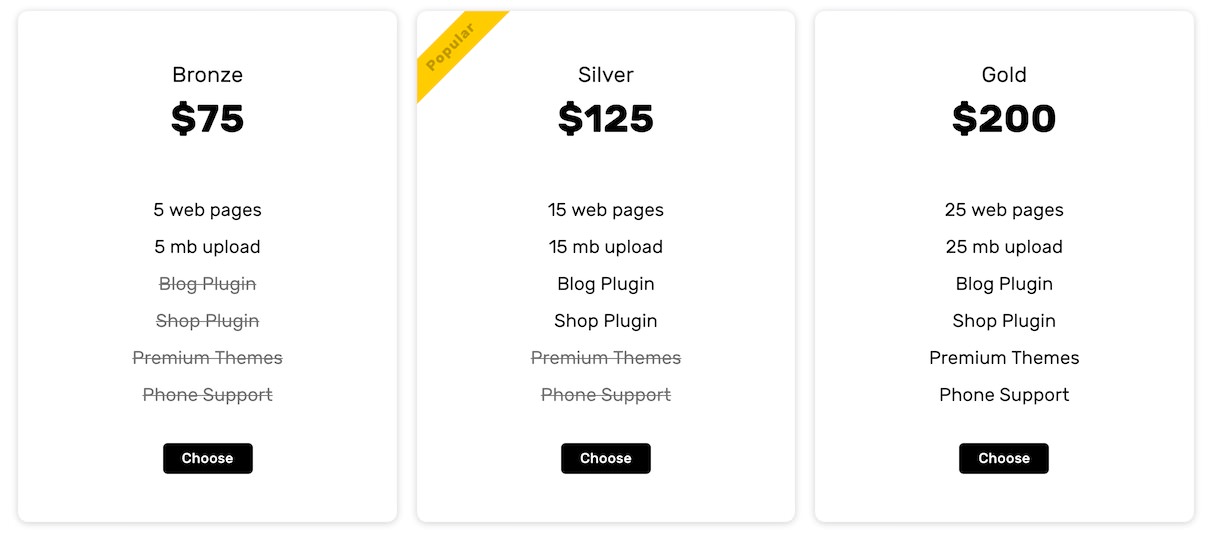 Bronze
$75
5 web pages
5 mb upload
Blog Plugin
Shop Plugin
Premium Themes
Phone Support
Choose
Popular
Silver
$125
15 web pages
15 mb upload
Blog Plugin
Shop Plugin
Premium Themes
Phone Support
Choose
Gold
$200
25 web pages
25 mb upload
Blog Plugin
Shop Plugin
Premium Themes
Phone Support
Choose